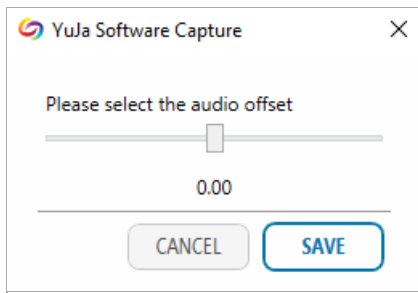 YuJa Software Capture
Please select the audio offset
0.00
CANCEL SAVE